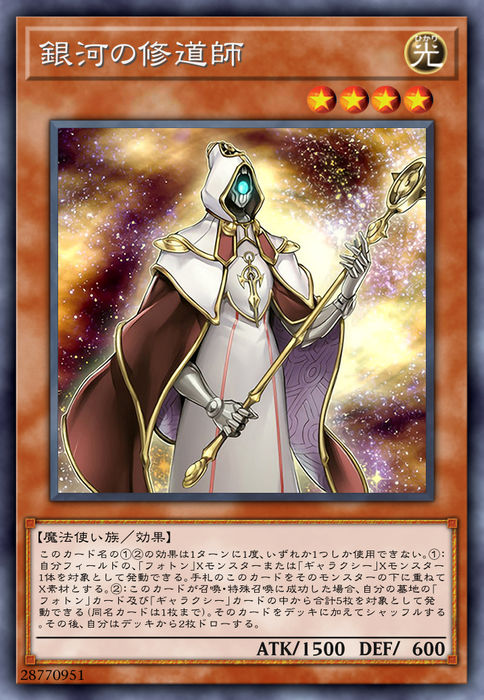 銀河の修道師
ひかり
光
【魔法使い族／効果】
このカード名の①②の効果は1ターンに1度、いずれか1つしか使用できない。①：
自分フィールドの、「フォトン」Xモンスターまたは「ギャラクシー」Xモンスター
1体を対象として発動できる。手札のこのカードをそのモンスターの下に重ねて
X素材とする。②：このカードが召喚・特殊召喚に成功した場合、自分の墓地の「
フォトン」カード及び「ギャラクシー」カードの中から合計5枚を対象として発
動できる（同名カードは1枚まで）。そのカードをデッキに加えてシャッフルする
。その後、自分はデッキから2枚ドローする。
ATK/1500 DEF/ 600
28770951